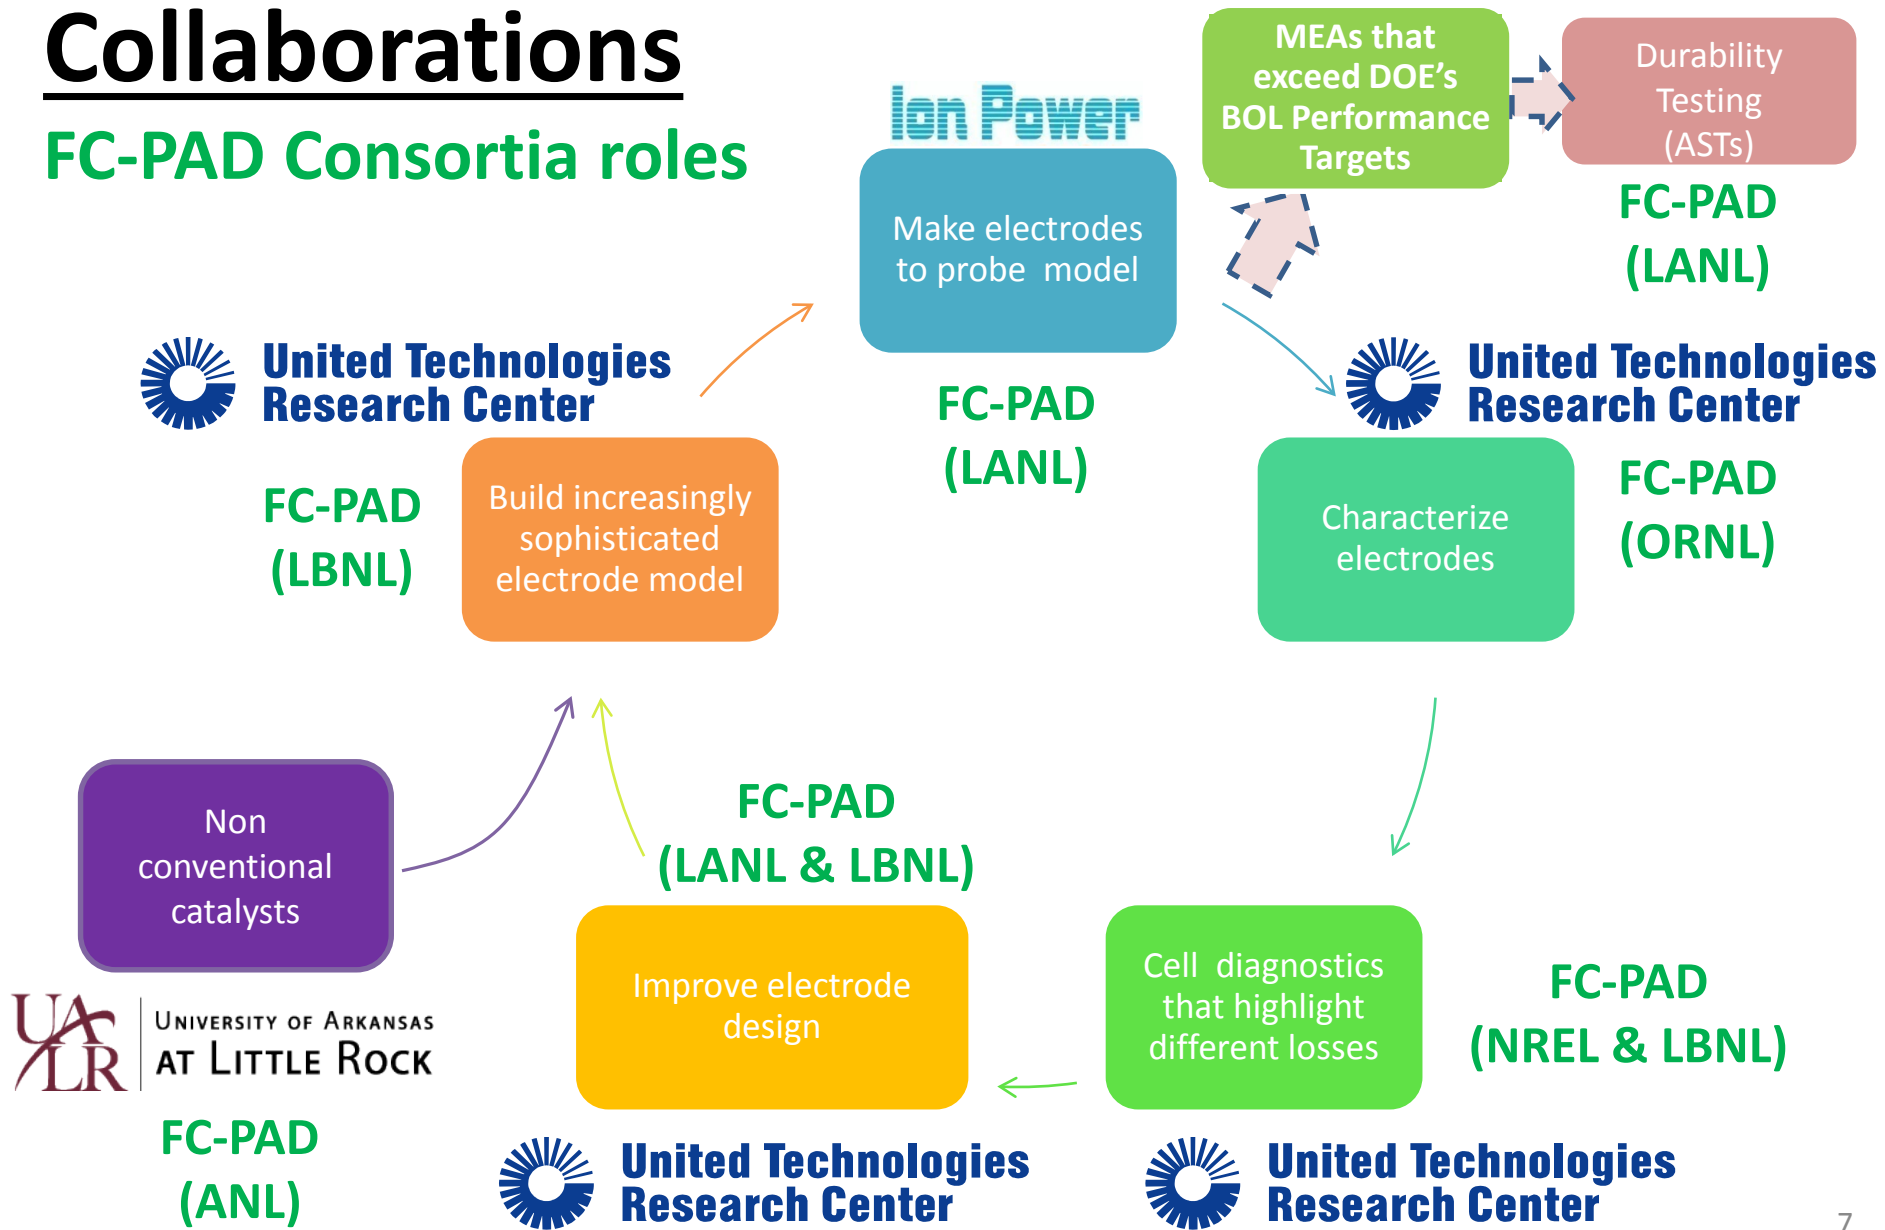 Collaborations
FC-PAD Consortia roles
Ion Power
Make electrodes
to probe model
FC-PAD
(LANL)
MEAs that
exceed DOE's
BOL Performance
Targets
Durability
Testing
(ASTs)
FC-PAD
(LANL)
United Technologies
Research Center
FC-PAD
(LBNL)
Build increasingly
sophisticated
electrode model
United Technologies
Research Center
Characterize
electrodes
FC-PAD
(ORNL)
Non
conventional
catalysts
UALR
UNIVERSITY OF ARKANSAS
AT LITTLE ROCK
FC-PAD
(ANL)
FC-PAD
(LANL & LBNL)
Improve electrode
design
United Technologies
Research Center
Cell diagnostics
that highlight
different losses
FC-PAD
(NREL & LBNL)
United Technologies
Research Center
7